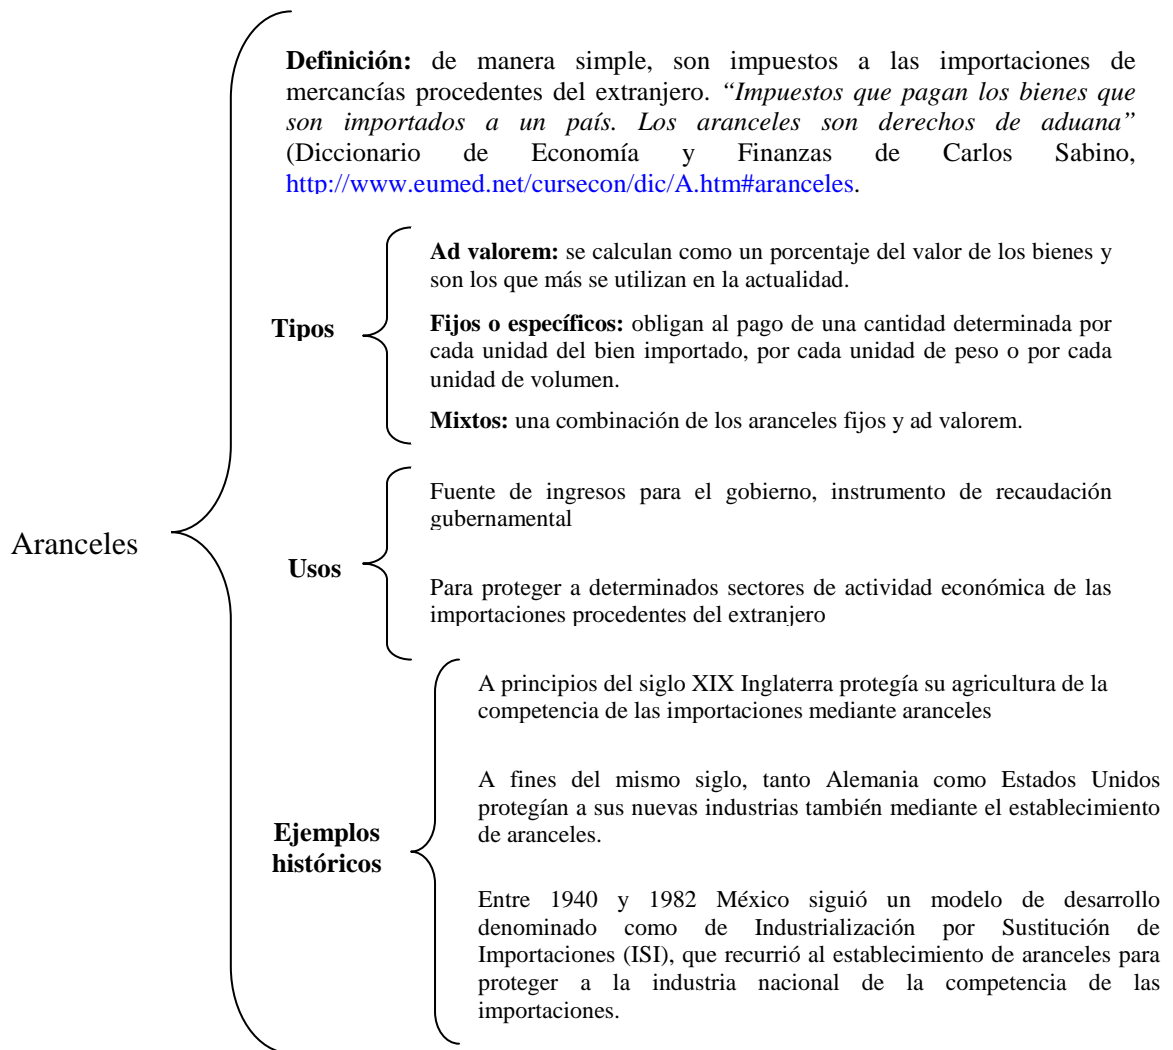 Definición: de manera simple, son impuestos a las importaciones de
mercancías procedentes del extranjero. “Impuestos que pagan los bienes que
son importados a un país. Los aranceles son derechos de aduana”
(Diccionario de Economía y Finanzas de Carlos Sabino,
http://www.eumed.net/cursecon/dic/A.htm#aranceles.
Tipos
Ad valorem: se calculan como un porcentaje del valor de los bienes y
son los que más se utilizan en la actualidad.
Fijos o específicos: obligan al pago de una cantidad determinada por
cada unidad del bien importado, por cada unidad de peso o por cada
unidad de volumen.
Mixtos: una combinación de los aranceles fijos y ad valorem.
Aranceles
Usos
Fuente de ingresos para el gobierno, instrumento de recaudación
gubernamental
Para proteger a determinados sectores de actividad económica de las
importaciones procedentes del extranjero
Ejemplos
históricos
A principios del siglo XIX Inglaterra protegía su agricultura de la
competencia de las importaciones mediante aranceles
A fines del mismo siglo, tanto Alemania como Estados Unidos
protegían a sus nuevas industrias también mediante el establecimiento
de aranceles.
Entre 1940 y 1982 México siguió un modelo de desarrollo
denominado como de Industrialización por Sustitución de
Importaciones (ISI), que recurrió al establecimiento de aranceles para
proteger a la industria nacional de la competencia de las
importaciones.